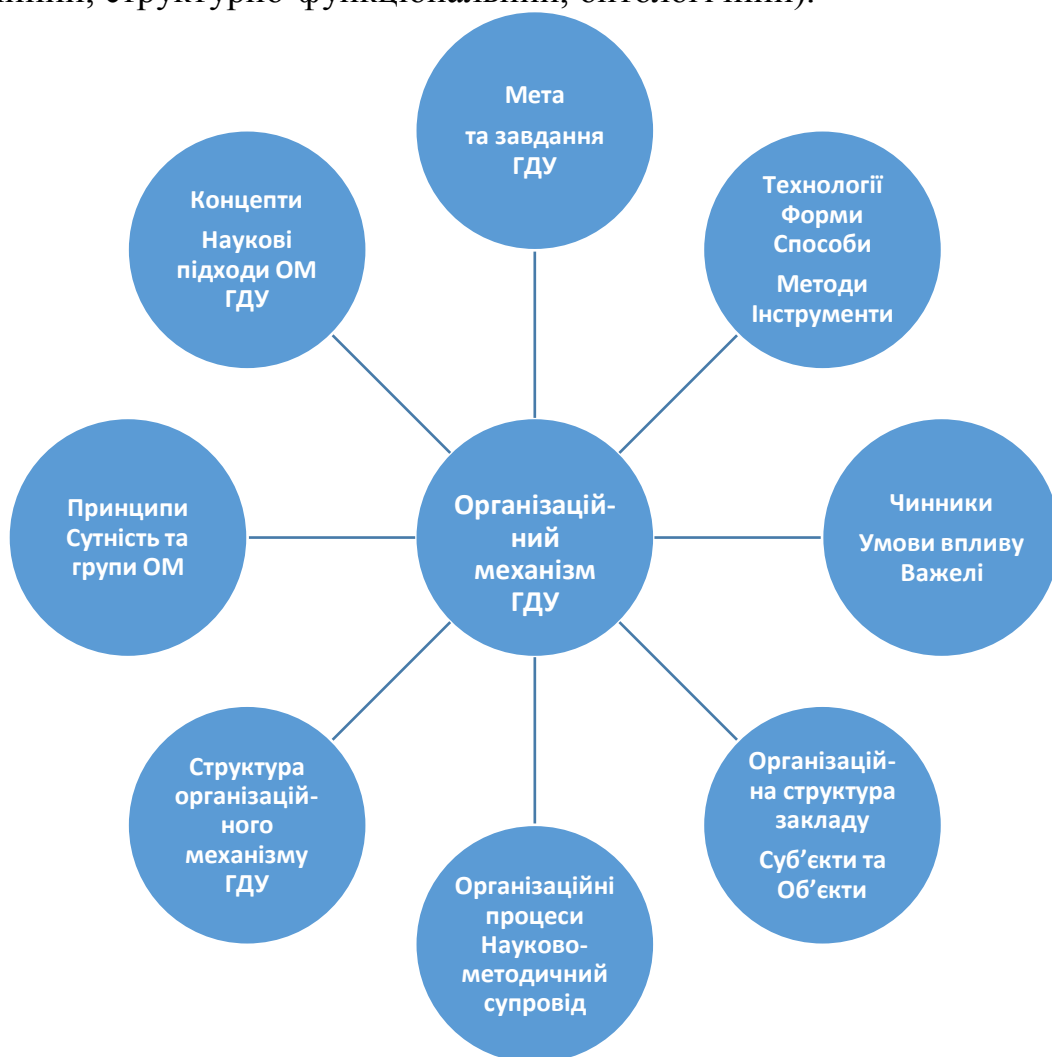 структурно-функціональний,
Мета
та завдання
ГДУ
Технології
Форми
Способи
Методи
Інструменти
Чинники
Умови впливу
Важелі
Організацій-
на структура
закладу
Суб’єкти та
Об’єкти
Організаційні
процеси
Науково-
методичний
супровід
Структура
організацій-
ного
механізму
ГДУ
Принципи
Сутність та
групи ОМ
Концепти
Наукові
підходи ОМ
ГДУ
Організацій-
ний
механізм
ГДУ